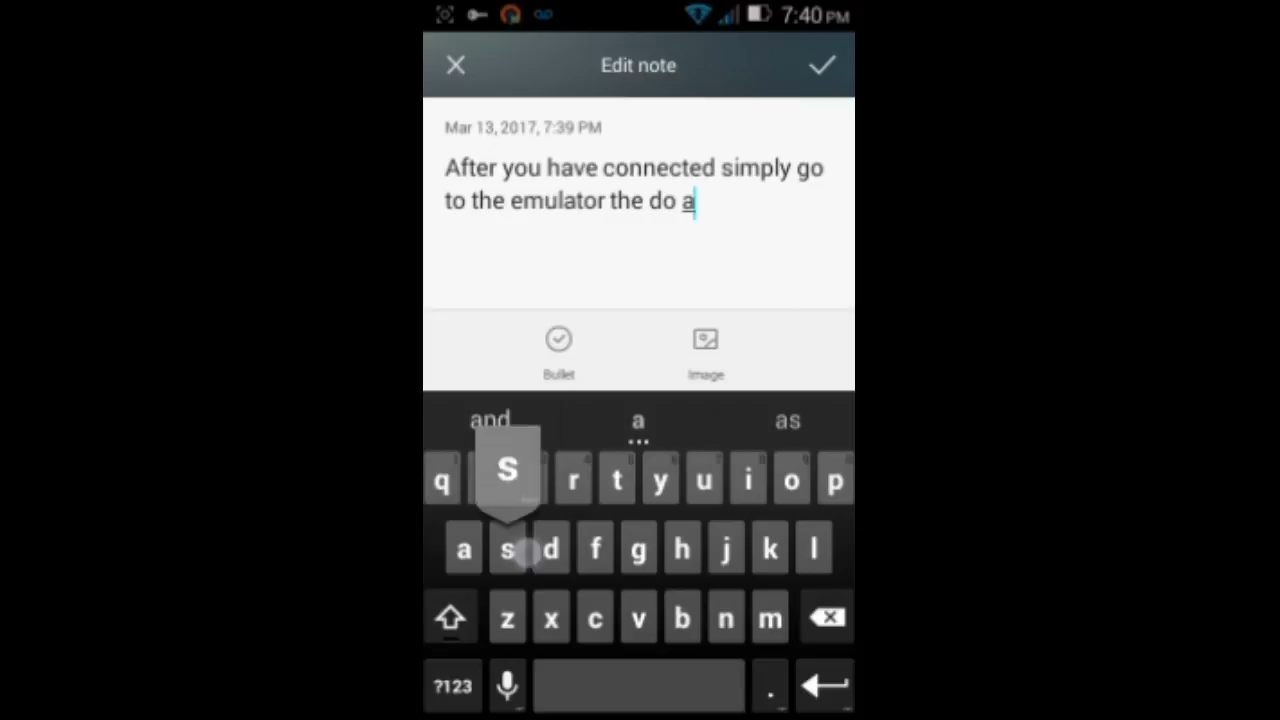 7:40 PM
Edit note
Mar 13, 2017, 7:39 PM
After you have connected simply go
to the emulator the do a
Bullet
Image
and a as
s
q r t y u i o p
a s d f g h j k l
z x c v b n m
?123 .